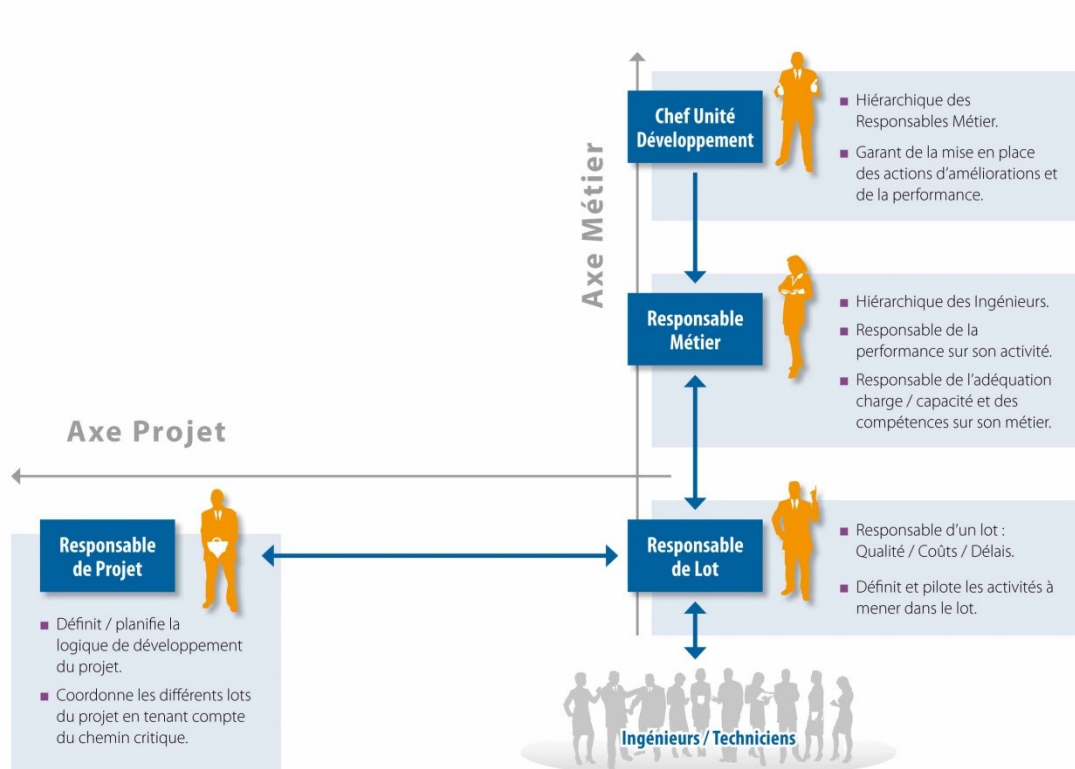 Axe Métier
Chef Unité
Développement
■ Hiérarchique des
Responsables Métier.
■ Garant de la mise en place
des actions d’améliorations et
de la performance.
Responsable
Métier
■ Hiérarchique des Ingénieurs.
■ Responsable de la
performance sur son activité.
■ Responsable de l’adéquation
charge / capacité et des
compétences sur son métier.
Axe Projet
Responsable
de Projet
■ Définit / planifie la
logique de développement
du projet.
■ Coordonne les différents lots
du projet en tenant compte
du chemin critique.
Responsable
de Lot
■ Responsable d’un lot :
Qualité / Coûts / Délais.
■ Définit et pilote les activités à
mener dans le lot.
Ingénieurs / Techniciens